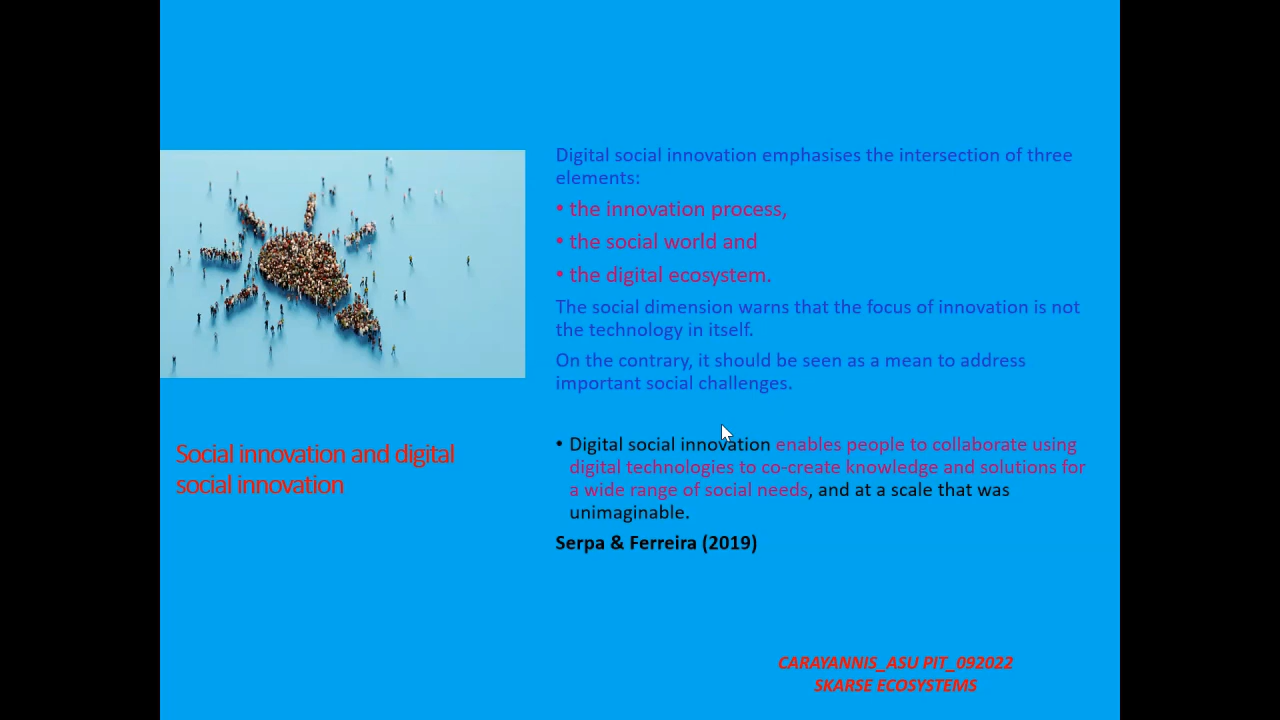 Digital social innovation emphasises the intersection of three
elements:
• the innovation process,
• the social world and
• the digital ecosystem.
The social dimension warns that the focus of innovation is not
the technology in itself.
On the contrary, it should be seen as a mean to address
important social challenges.
Social innovation and digital
social innovation
• Digital social innovation enables people to collaborate using
digital technologies to co-create knowledge and solutions for
a wide range of social needs, and at a scale that was
unimaginable.
Serpa & Ferreira (2019)
CARAYANNIS_ASU PIT_092022
SKARSE ECOSYSTEMS